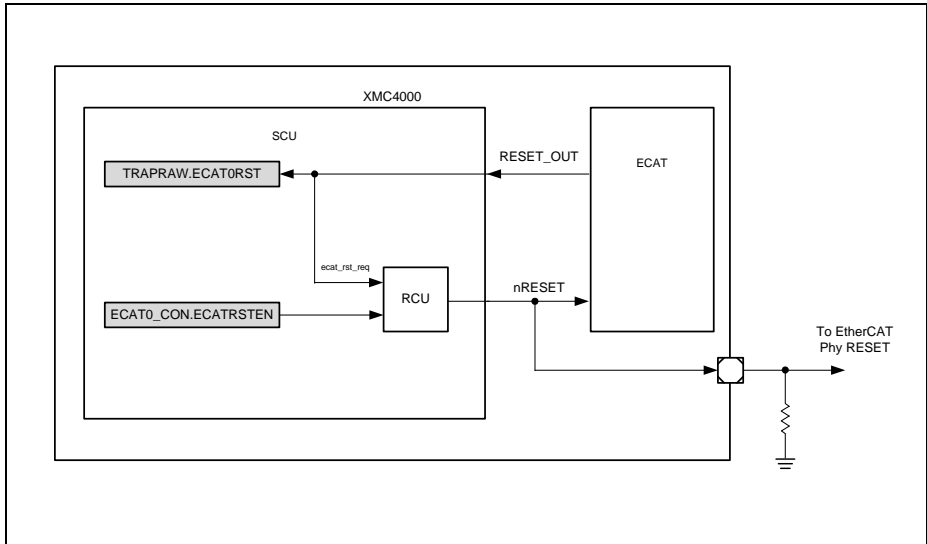 XMC4000
SCU
RESET_OUT
ECAT
TRAPRAW.ECAT0RST
ecat_rst_req
RCU
nRESET
ECAT0_CON.ECATRSTEN
To EtherCAT
Phy RESET